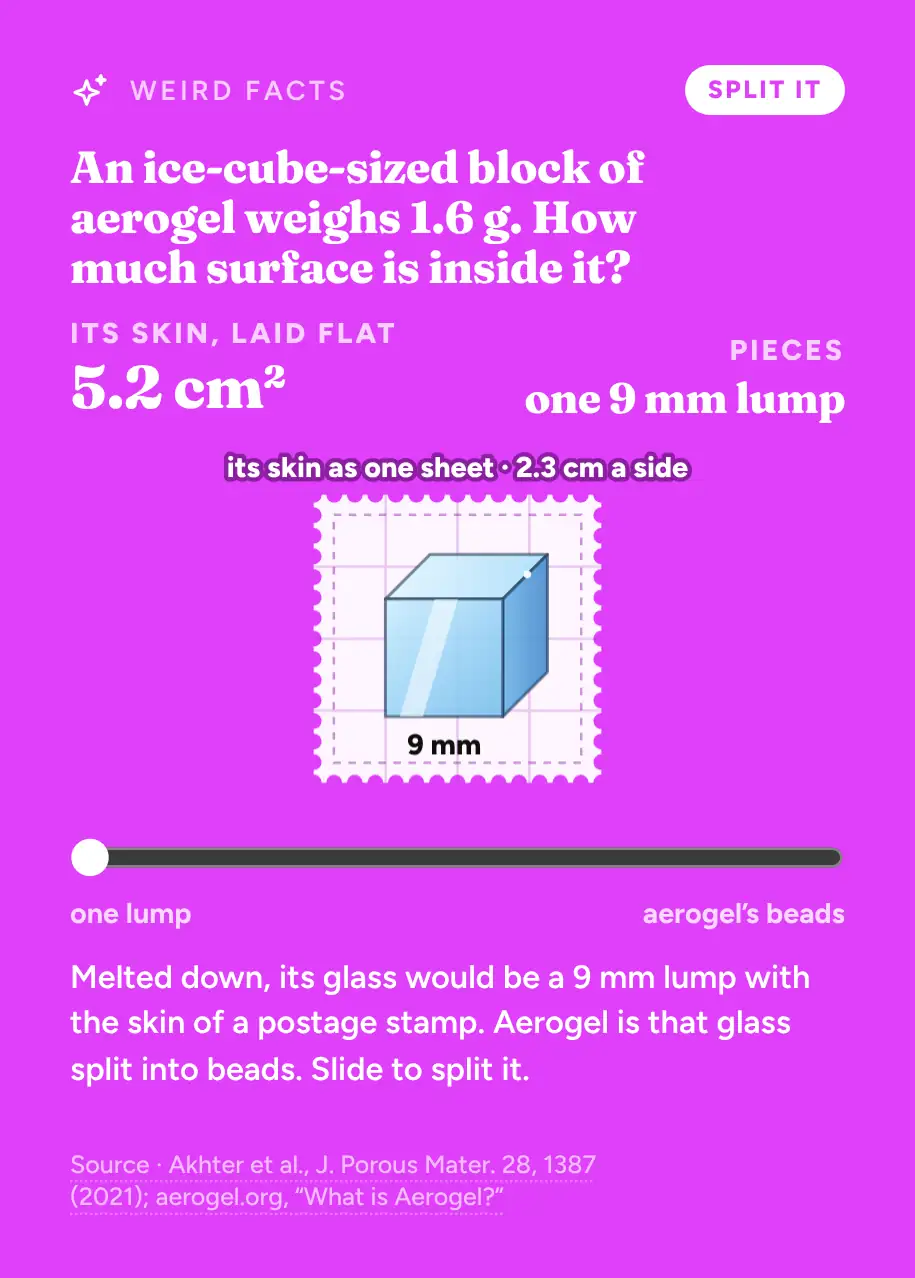 WEIRD FACTS
SPLIT IT
An ice-cube-sized block of
aerogel weighs 1.6 g. How
much surface is inside it?
ITS SKIN, LAID FLAT
5.2 cm²
PIECES
one 9 mm lump
its skin as one sheet · 2.3 cm a side
9 mm
one lump
aerogel’s beads
Melted down, its glass would be a 9 mm lump with
the skin of a postage stamp. Aerogel is that glass
split into beads. Slide to split it.
Source · Akhter et al., J. Porous Mater. 28, 1387
(2021); aerogel.org, “What is Aerogel?”